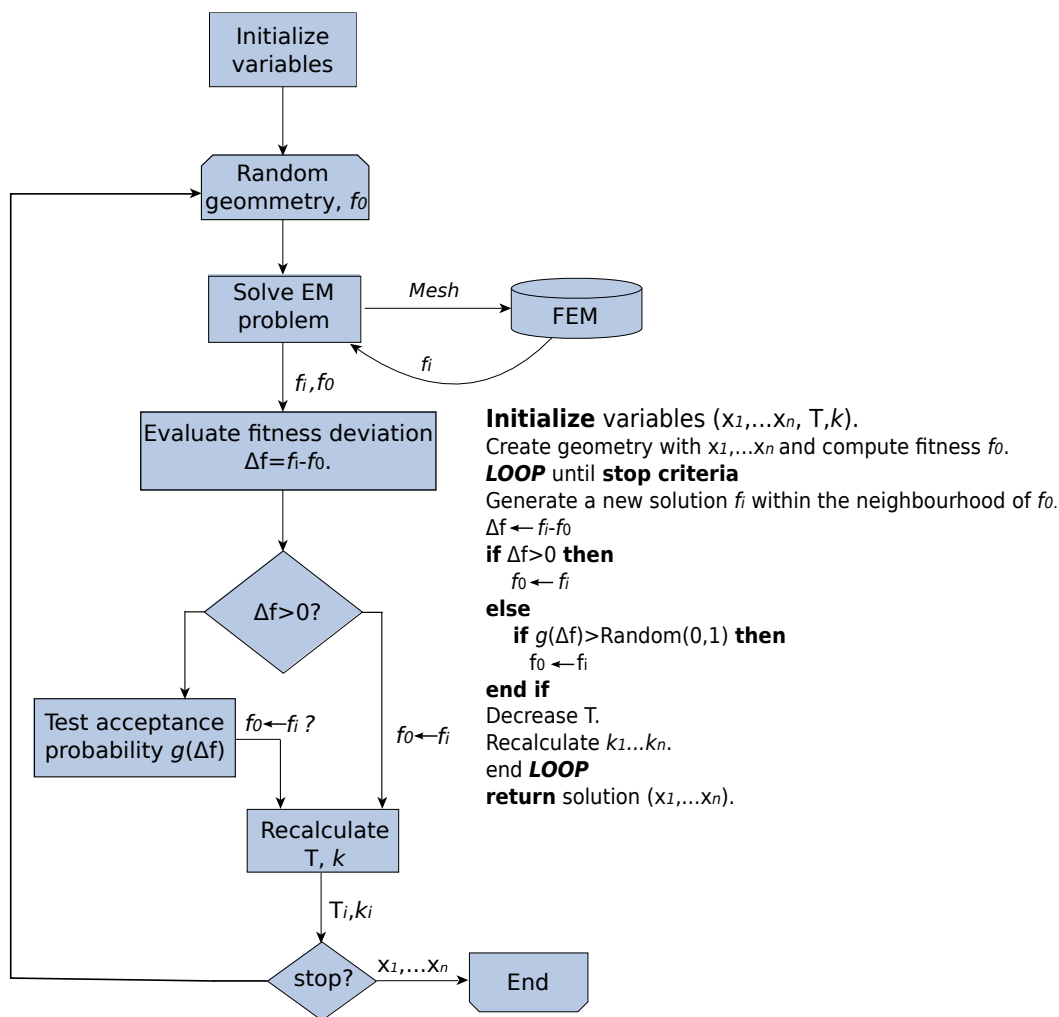 Initialize
variables
Random
geommetry, f0
Solve EM
problem
Mesh
FEM
fi
fi,f0
Evaluate fitness deviation
Δf=fi-f0.
Δf>0?
Test acceptance
probability g(Δf)
f0←fi ?
f0←fi
Recalculate
T, k
Ti,ki
stop?
x1,...xn
End
Initialize variables (x1,...xn, T,k).
Create geometry with x1,...xn and compute fitness f0.
LOOP until stop criteria
Generate a new solution fi within the neighbourhood of f0.
Δf ← fi-f0
if Δf>0 then
f0 ← fi
else
if g(Δf)>Random(0,1) then
f0 ← fi
end if
Decrease T.
Recalculate k1...kn.
end LOOP
return solution (x1,...xn).